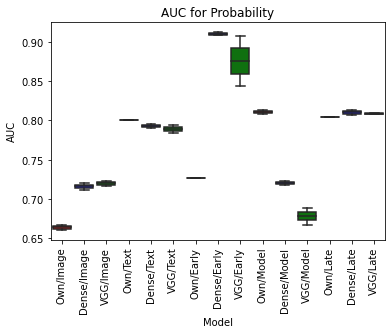 AUC for Probability
AUC
0.90
0.85
0.80
0.75
0.70
0.65
Own/Image
Dense/Image
VGG/Image
Own/Text
Dense/Text
VGG/Text
Own/Early
Dense/Early
VGG/Early
Own/Model
Dense/Model
VGG/Model
Own/Late
Dense/Late
VGG/Late
Model